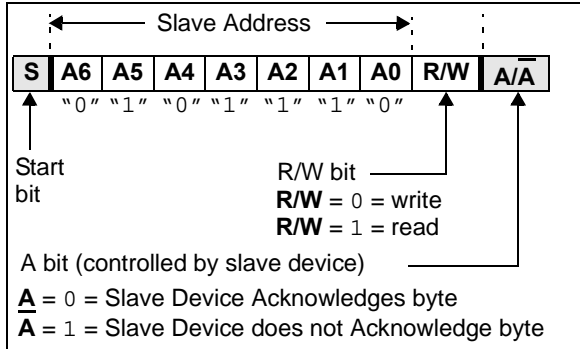 Slave Address
S A6 A5 A4 A3 A2 A1 A0 R/W A/A̅
“0” “1” “0” “1” “1” “1” “0”
Start
bit
R/W bit
R/W = 0 = write
R/W = 1 = read
A bit (controlled by slave device)
A = 0 = Slave Device Acknowledges byte
A̅ = 1 = Slave Device does not Acknowledge byte